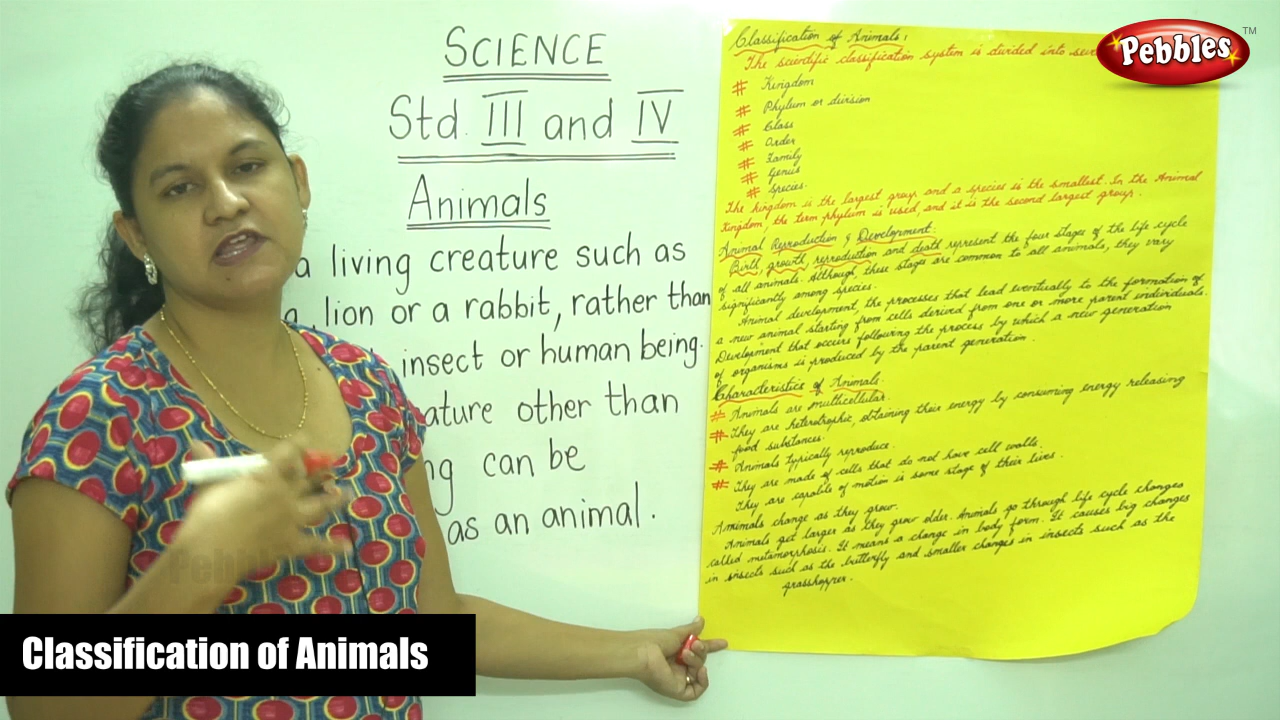 SCIENCE
Std. III and IV
Animals
a living creature such as
a lion or a rabbit, rather than
insect or human being.
ature other than
ng can be
as an animal.
Classification of Animals:
The scientific classification system is divided into
# Kingdom
# Phylum or division
# Class
# Order
# Family
# Genus
# Species.
The kingdom is the largest group and a species is the smallest. In the Animal
Kingdom, the term phylum is used, and it is the second largest group.
Animal Reproduction & Development:
Birth, growth, reproduction and death represent the four stages of the life cycle
of all animals. Although, these stages are common to all animals, they vary
significantly among species.
Animal development, the processes that lead eventually to the formation of
a new animal starting from cells derived from one or more parent individuals.
Development that occurs following the process by which a new generation
of organisms is produced by the parent generation.
Characteristics of Animals.
# Animals are multicellular.
# They are heterotrophic, obtaining their energy by consuming energy releasing
food substances.
# Animals typically reproduce.
# They are made of cells that do not have cell walls.
They are capable of motion is some stage of their lives.
Animals change as they grow.
Animals get larger as they grow older. Animals go through life cycle changes
called metamorphosis. It means a change in body form. It causes big changes
in insects such as the butterfly and smaller changes in insects such as the
grasshopper.
Pebbles
TM
Classification of Animals